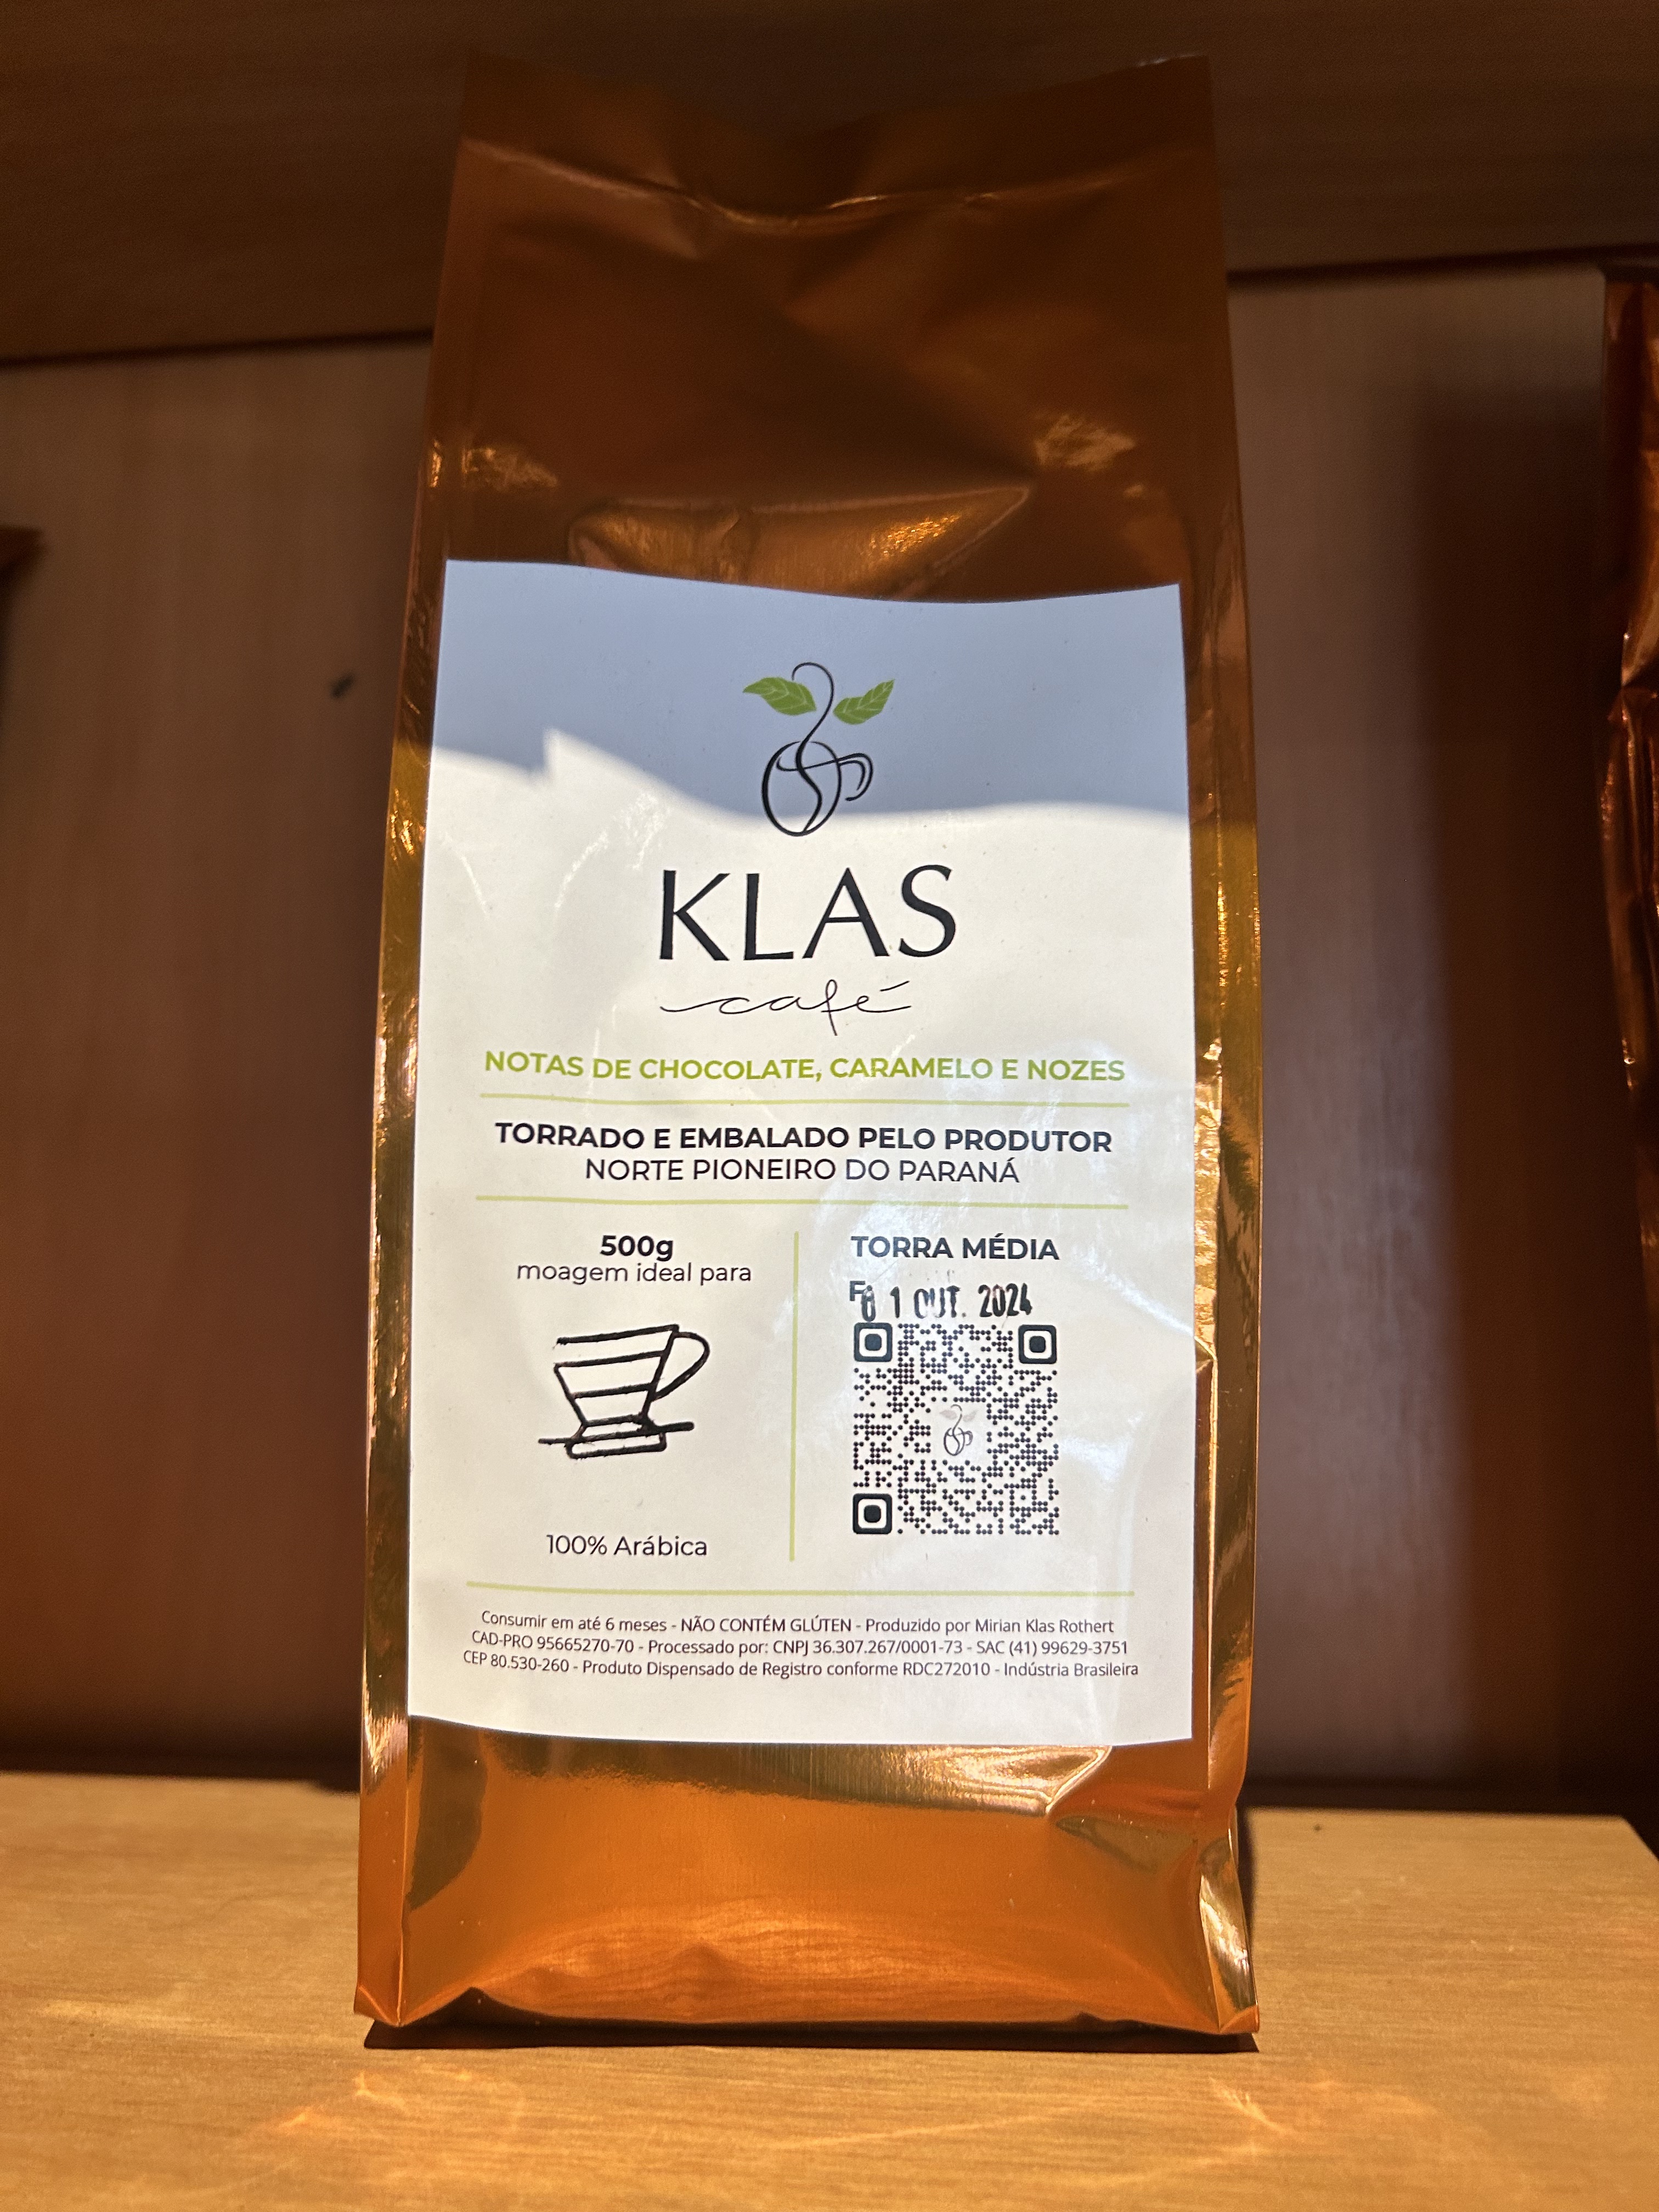 KLAS
café
NOTAS DE CHOCOLATE, CARAMELO E NOZES
TORRADO E EMBALADO PELO PRODUTOR
NORTE PIONEIRO DO PARANÁ
500g
moagem ideal para
100% Arábica
TORRA MÉDIA
1 OUT. 2024
Consumir em até 6 meses - NÃO CONTÉM GLÚTEN - Produzido por Mirian Klas Rothert
CAD-PRO 95665270-70 - Processado por: CNPJ 36.307.267/0001-73 - SAC (41) 99629-3751
CEP 80.530-260 - Produto Dispensado de Registro conforme RDC272010 - Indústria Brasileira